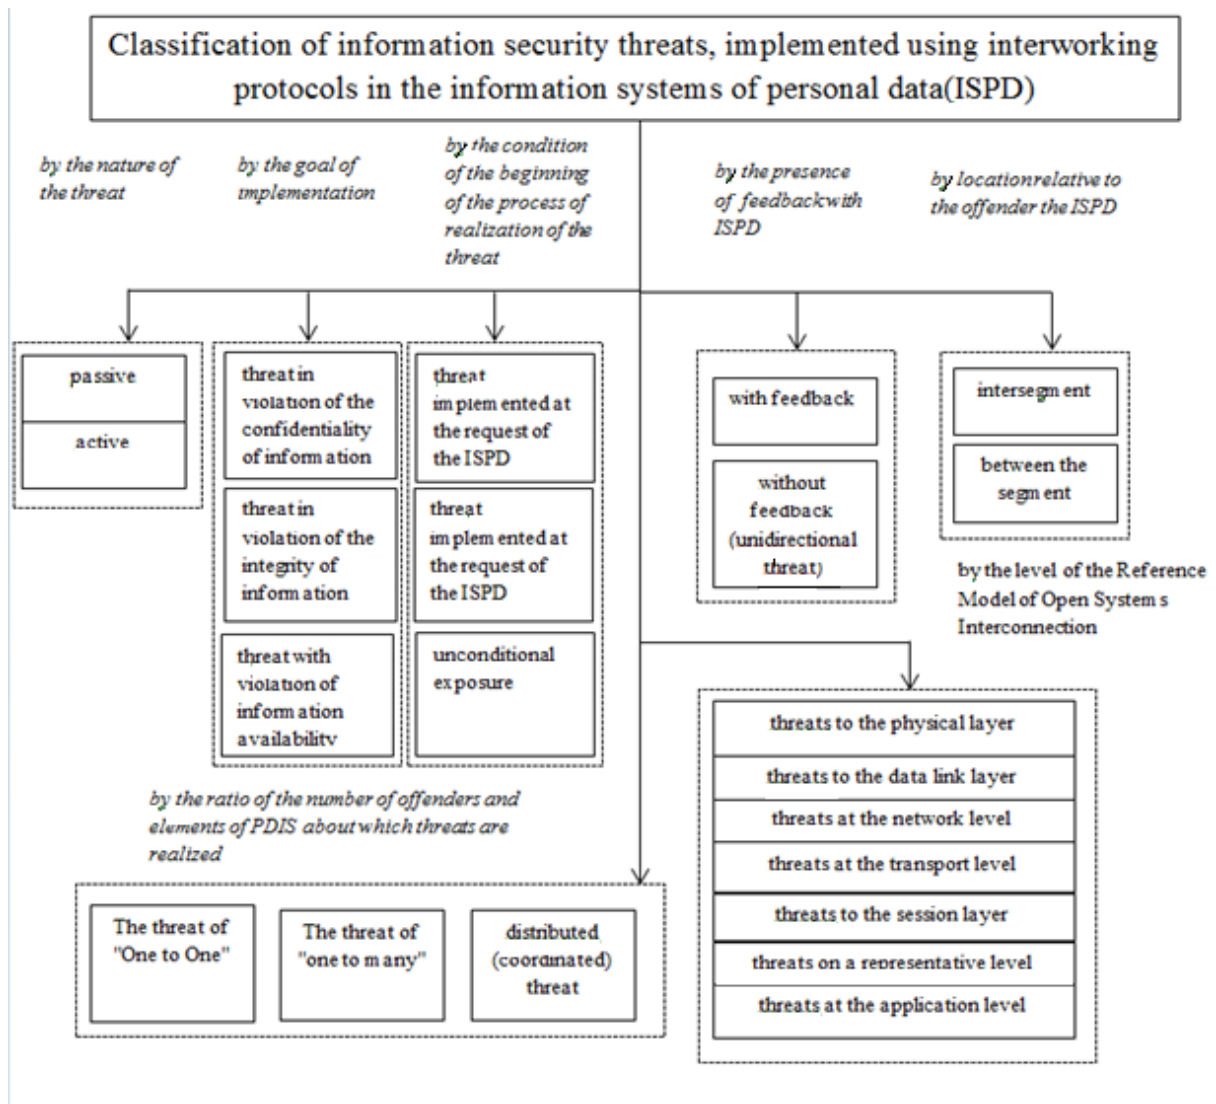 Classification of information security threats, implemented using interworking
protocols in the information systems of personal data(ISPD)
by the nature of
the threat
by the goal of
implementation
by the condition
of the beginning
of the process of
realization of the
threat
by the presence
of feedback with
ISPD
by location relative to
the offender the ISPD
passive
active
threat in
violation of the
confidentiality
of information
threat in
violation of the
integrity of
information
threat with
violation of
information
availability
threat
implemented at
the request of
the ISPD
threat
implemented at
the request of
the ISPD
unconditional
exposure
with feedback
without
feedback
(unidirectional
threat)
intersegment
between the
segment
by the level of the Reference
Model of Open Systems
Interconnection
threats to the physical layer
threats to the data link layer
threats at the network level
threats at the transport level
threats to the session layer
threats on a representative level
threats at the application level
by the ratio of the number of offenders and
elements of PDIS about which threats are
realized
The threat of
"One to One"
The threat of
"one to many"
distributed
(coordinated)
threat